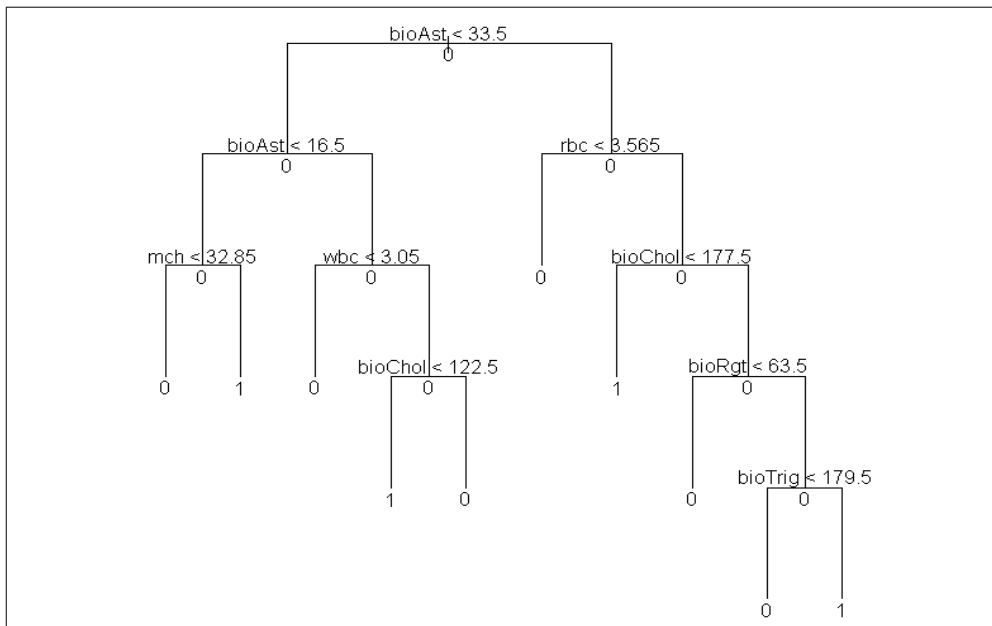 bioAst < 33.5
0
bioAst < 16.5
rbc < 3.565
0
0
mch < 32.85
wbc < 3.05
bioChol < 177.5
0
0
0
0
bioChol < 122.5
bioRgt < 63.5
0
1
0
0
1
0
bioTrig < 179.5
1
0
0
0
0
1